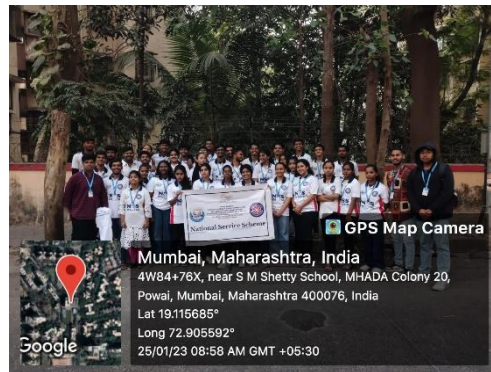 NSS
National Service Scheme
GPS Map Camera
Mumbai, Maharashtra, India
4W84+76X, near S M Shetty School, MHADA Colony 20,
Powai, Mumbai, Maharashtra 400076, India
Lat 19.115685°
Long 72.905592°
25/01/23 08:58 AM GMT +05:30
Google